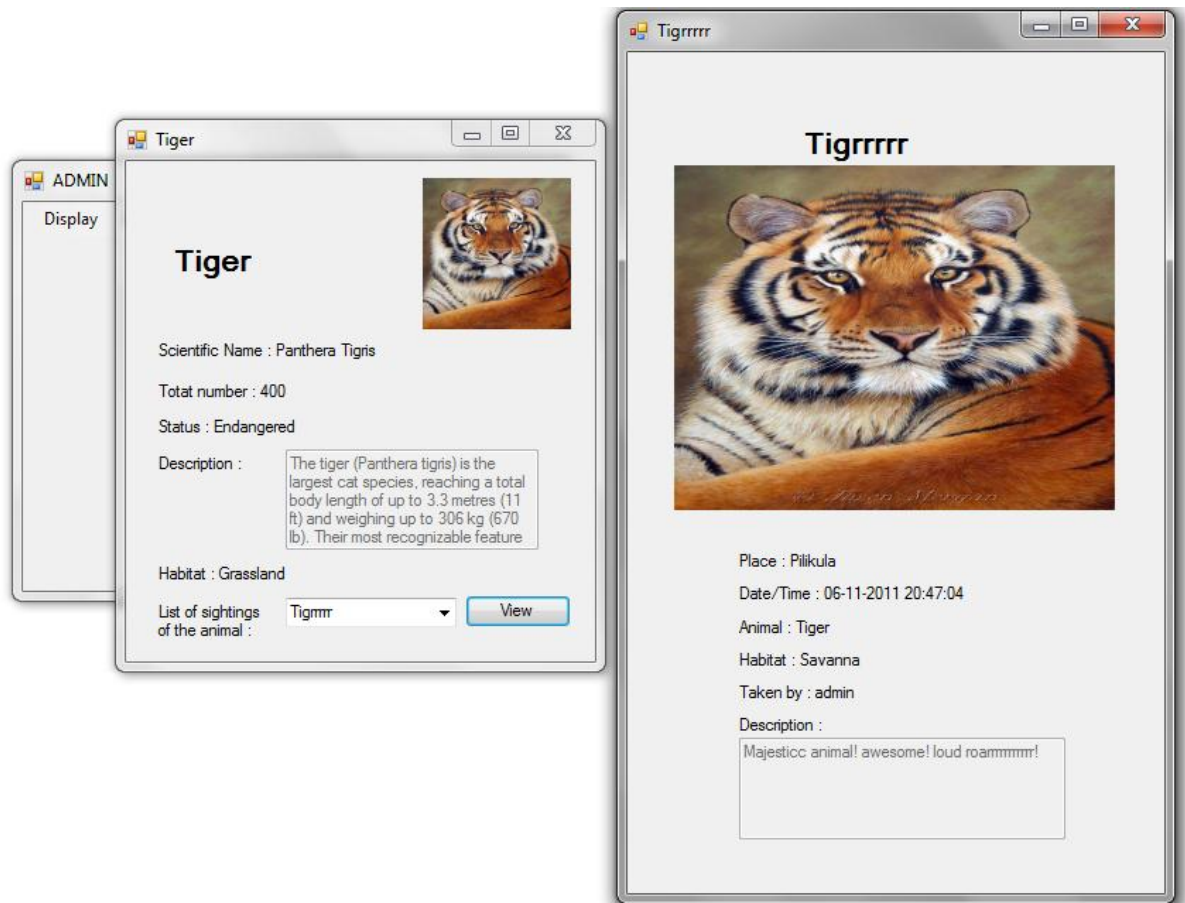 ADMIN
Display
Tiger
Tiger
Scientific Name : Panthera Tigris
Totat number : 400
Status : Endangered
Description :
The tiger (Panthera tigris) is the
largest cat species, reaching a total
body length of up to 3.3 metres (11
ft) and weighing up to 306 kg (670
lb). Their most recognizable feature
Habitat : Grassland
List of sightings
of the animal :
Tigrrrrr
View
Tigrrrrr
Tigrrrrr
Place : Pilikula
Date/Time : 06-11-2011 20:47:04
Animal : Tiger
Habitat : Savanna
Taken by : admin
Description :
Majesticc animal! awesome! loud roarrrrrrrrrr!